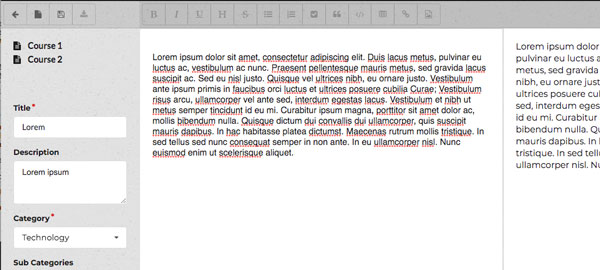 B I U S H
Course 1
Course 2
Title *
Lorem
Description
Lorem ipsum
Category *
Technology
Sub Categories
Lorem ipsum dolor sit amet, consectetur adipiscing elit. Duis lacus metus, pulvinar eu
luctus ac, vestibulum ac nunc. Praesent pellentesque mauris metus, sed gravida lacus
suscipit ac. Sed eu nisl justo. Quisque vel ultrices nibh, eu ornare justo. Vestibulum
ante ipsum primis in faucibus orci luctus et ultrices posuere cubilia Curae; Vestibulum
risus arcu, ullamcorper vel ante sed, interdum egestas lacus. Vestibulum et nibh ut
metus semper tincidunt id eu mi. Curabitur ipsum magna, porttitor sit amet dolor ac,
mollis bibendum nulla. Quisque dictum dui convallis dui ullamcorper, quis suscipit
mauris dapibus. In hac habitasse platea dictumst. Maecenas rutrum mollis tristique. In
sed tellus sed nunc consequat semper in non ante. In eu ullamcorper nisl. Nunc
euismod enim ut scelerisque aliquet.
Lorem ipsum dolor
pulvinar eu luctus a
metus, sed gravida
ultrices posuere cu
nibh, eu ornare just
sed, interdum egest
id eu mi. Curabitur
bibendum nulla. Qu
mauris dapibus. In h
tristique. In sed tell
ullamcorper nisl. Nu